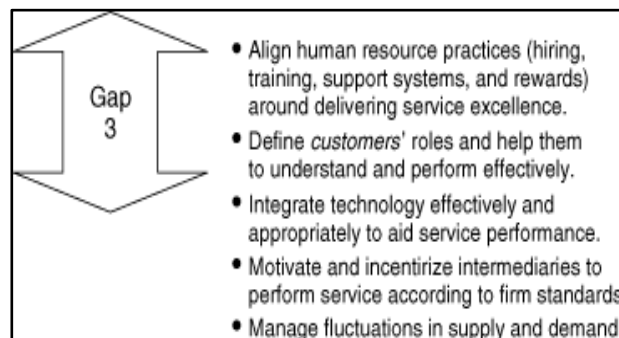 Gap
3
• Align human resource practices (hiring,
training, support systems, and rewards)
around delivering service excellence.
• Define customers' roles and help them
to understand and perform effectively.
• Integrate technology effectively and
appropriately to aid service performance.
• Motivate and incentirize intermediaries to
perform service according to firm standards
• Manage fluctuations in supply and demand